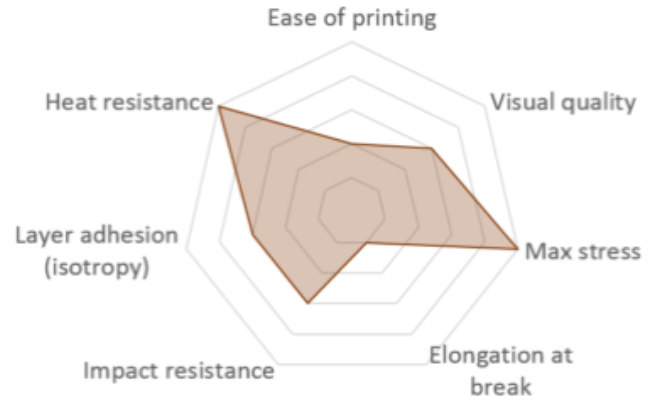 Ease of printing
Heat resistance
Visual quality
Layer adhesion
(isotropy)
Max stress
Impact resistance
Elongation at
break